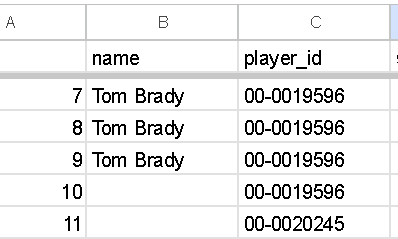 A B C
name player_id
7 Tom Brady 00-0019596
8 Tom Brady 00-0019596
9 Tom Brady 00-0019596
10 00-0019596
11 00-0020245